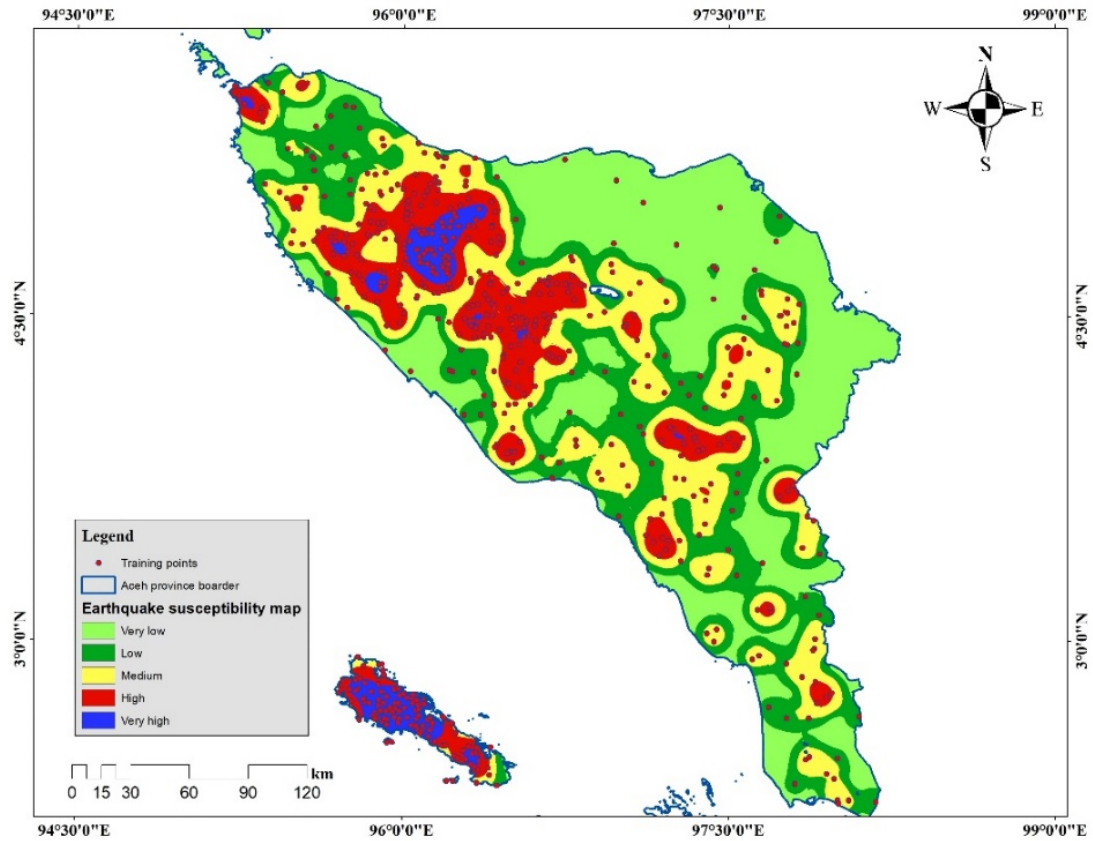 94°30'0"E 96°0'0"E 97°30'0"E 99°0'0"E
N
W E
S
4°30'0"N 4°30'0"N
3°0'0"N 3°0'0"N
Legend
Training points
Aceh province boarder
Earthquake susceptibility map
Very low
Low
Medium
High
Very high
km
0 15 30 60 90 120
94°30'0"E 96°0'0"E 97°30'0"E 99°0'0"E